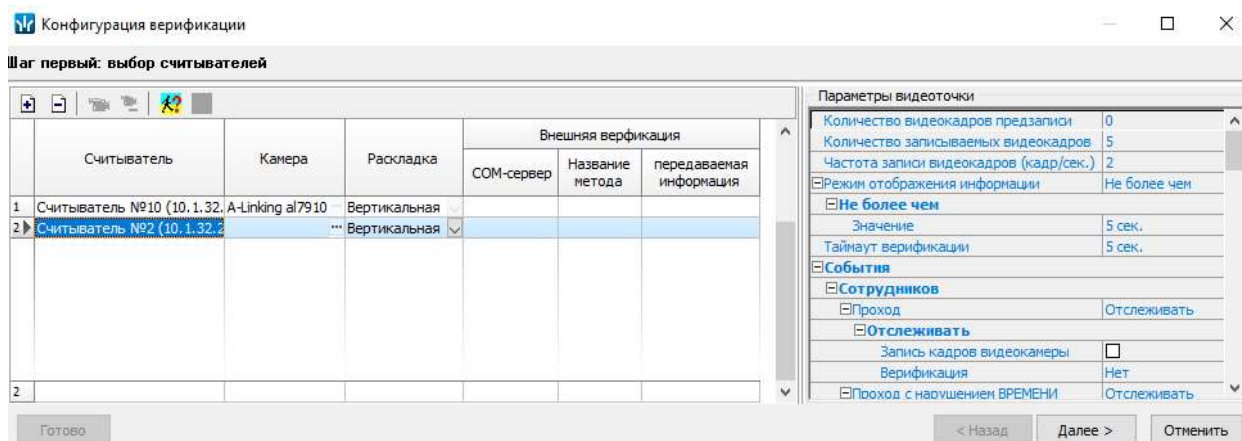 Конфигурация верификации
Шаг первый: выбор считывателей
Считыватель
Камера
Раскладка
Внешняя верфикация
COM-сервер
Название метода
передаваемая информация
1 Считыватель №10 (10.1.32. A-Linking al7910 Вертикальная
2 Считыватель №2 (10.1.32.2 ... Вертикальная
2
Параметры видеоточки
Количество видеокадров предзаписи 0
Количество записываемых видеокадров 5
Частота записи видеокадров (кадр/сек.) 2
Режим отображения информации Не более чем
Не более чем
Значение 5 сек.
Таймаут верификации 5 сек.
События
Сотрудников
Проход Отслеживать
Отслеживать
Запись кадров видеокамеры
Верификация Нет
Проход с нарушением ВРЕМЕНИ Отслеживать
Готово
< Назад
Далее >
Отменить